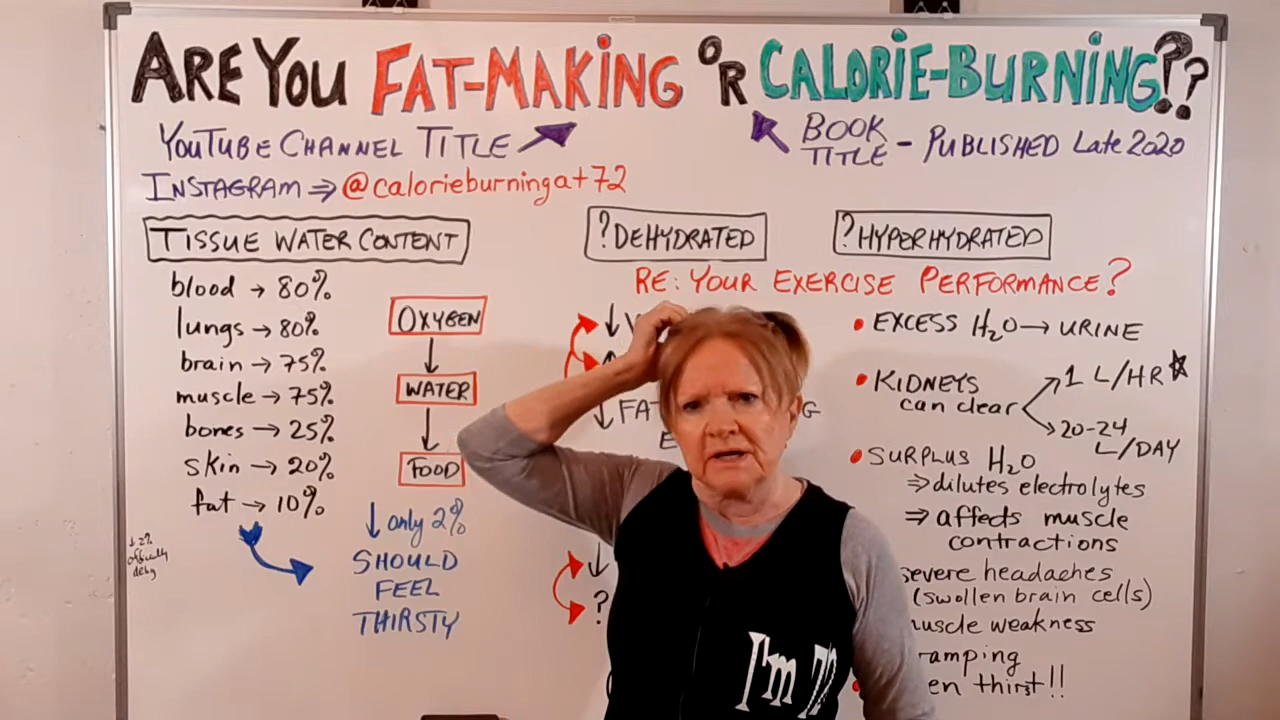 ARE YOU FAT-MAKING OR CALORIE-BURNING??
YOUTUBE CHANNEL TITLE
BOOK TITLE - PUBLISHED Late 2020
INSTAGRAM ⇒ @calorieburningat72
TISSUE WATER CONTENT
blood → 80%
lungs → 80%
brain → 75%
muscle → 75%
bones → 25%
skin → 20%
fat → 10%
↓ 2%
OXYGEN
↓
WATER
↓
FOOD
↓ only 2%
SHOULD
FEEL
THIRSTY
? DEHYDRATED
? HYPERHYDRATED
RE: YOUR EXERCISE PERFORMANCE?
↓
↓ FAT
G
↓
?
• EXCESS H₂O → URINE
• KIDNEYS
can clear
1 L/HR
20-24
L/DAY
• SURPLUS H₂O
⇒ dilutes electrolytes
⇒ affects muscle
contractions
severe headaches
(swollen brain cells)
weakness
thirst!!
I'm 72